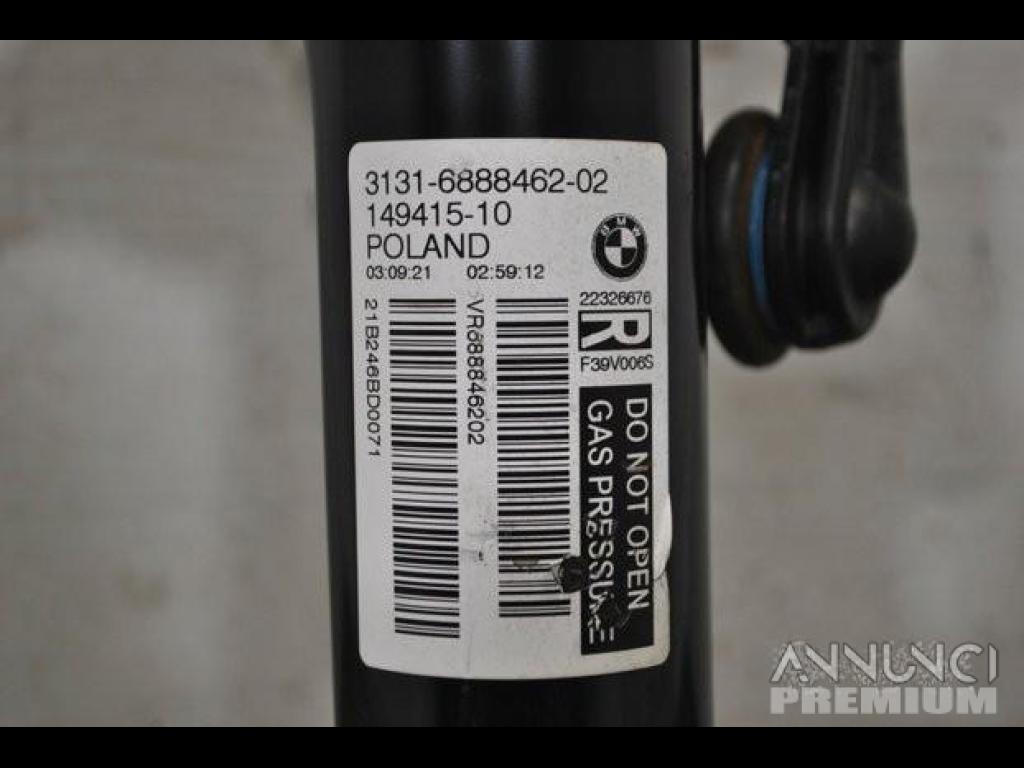 3131-6888462-02
149415-10
POLAND
03:09:21 02:59:12
BMW
22326676
R
F39V006S
21B246BD0071
VR688846202
DO NOT OPEN
GAS PRESSURE
ANNUNCI
PREMIUM